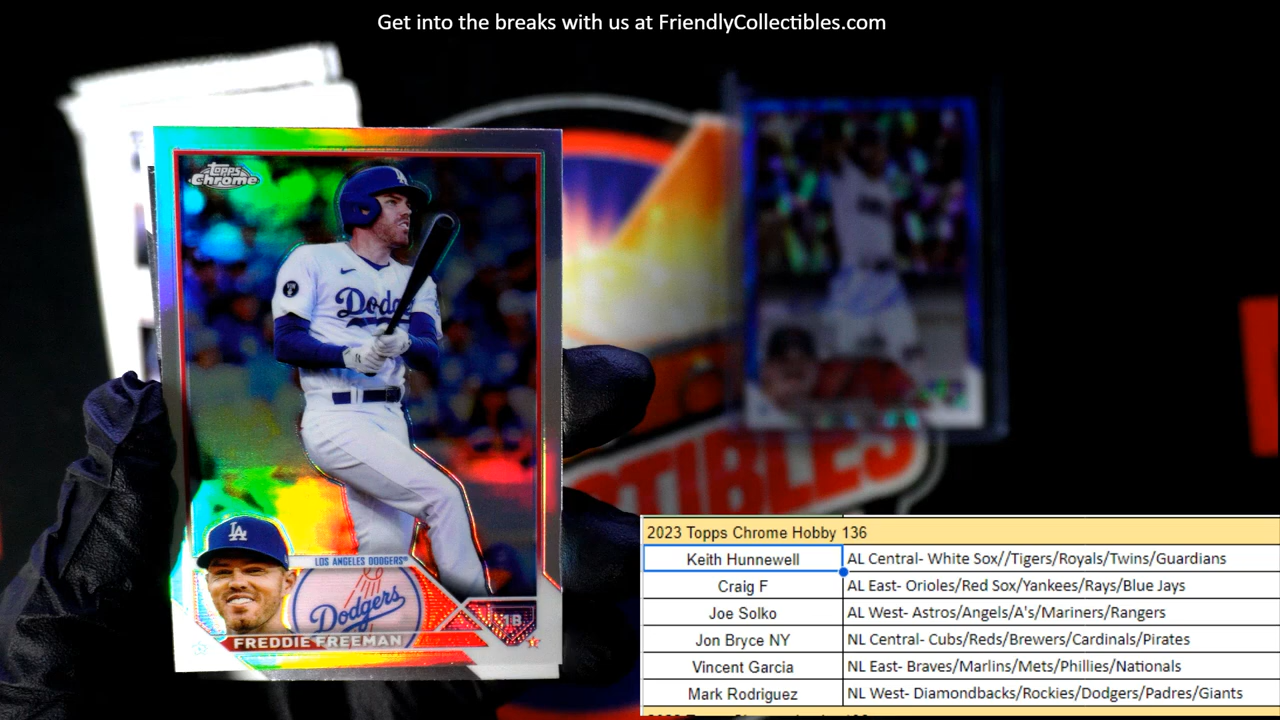 Get into the breaks with us at FriendlyCollectibles.com
Topps
Chrome
Dodge
LA
LOS ANGELES DODGERS®
Dodgers
FREDDIE FREEMAN
1B
TIBLES
2023 Topps Chrome Hobby 136
Keith Hunnewell AL Central- White Sox//Tigers/Royals/Twins/Guardians
Craig F AL East- Orioles/Red Sox/Yankees/Rays/Blue Jays
Joe Solko AL West- Astros/Angels/A's/Mariners/Rangers
Jon Bryce NY NL Central- Cubs/Reds/Brewers/Cardinals/Pirates
Vincent Garcia NL East- Braves/Marlins/Mets/Phillies/Nationals
Mark Rodriguez NL West- Diamondbacks/Rockies/Dodgers/Padres/Giants